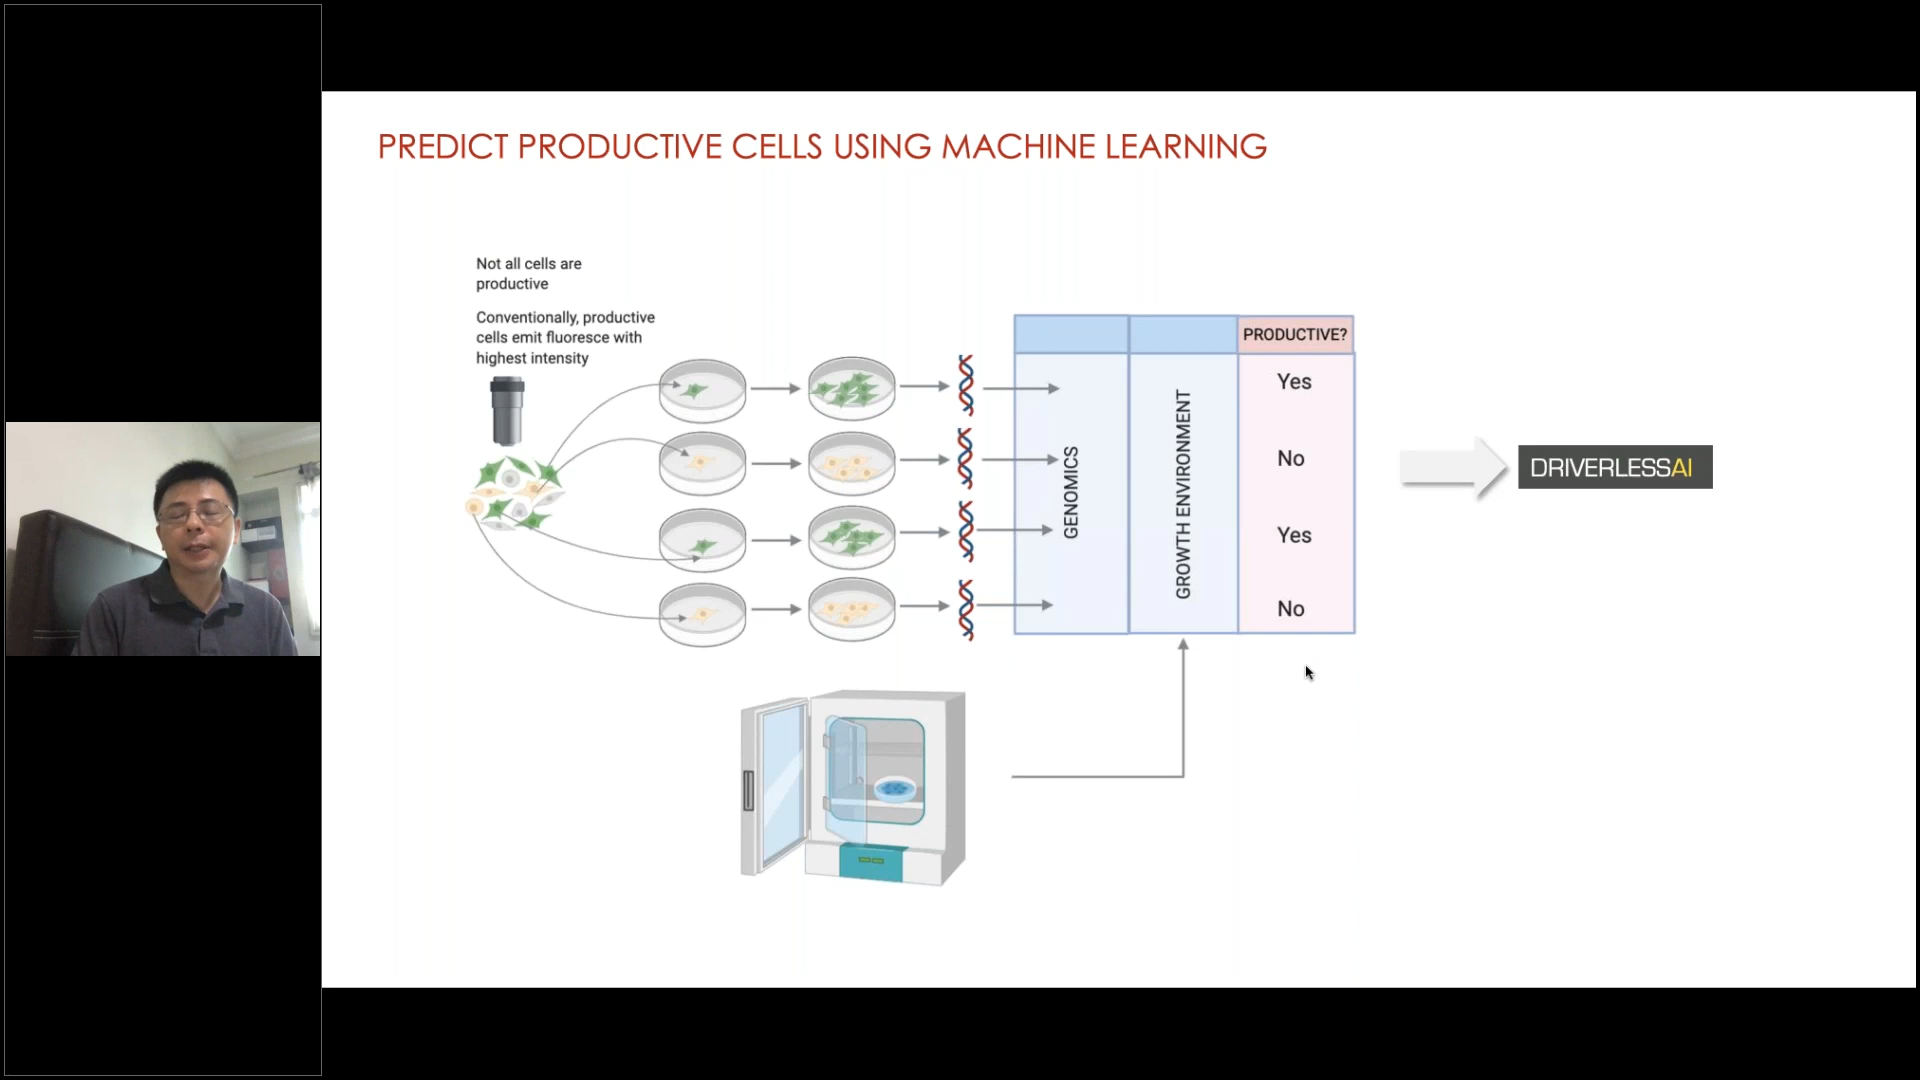 PREDICT PRODUCTIVE CELLS USING MACHINE LEARNING
Not all cells are
productive
Conventionally, productive
cells emit fluoresce with
highest intensity
PRODUCTIVE?
GENOMICS
GROWTH ENVIRONMENT
Yes
No
Yes
No
DRIVERLESSAI